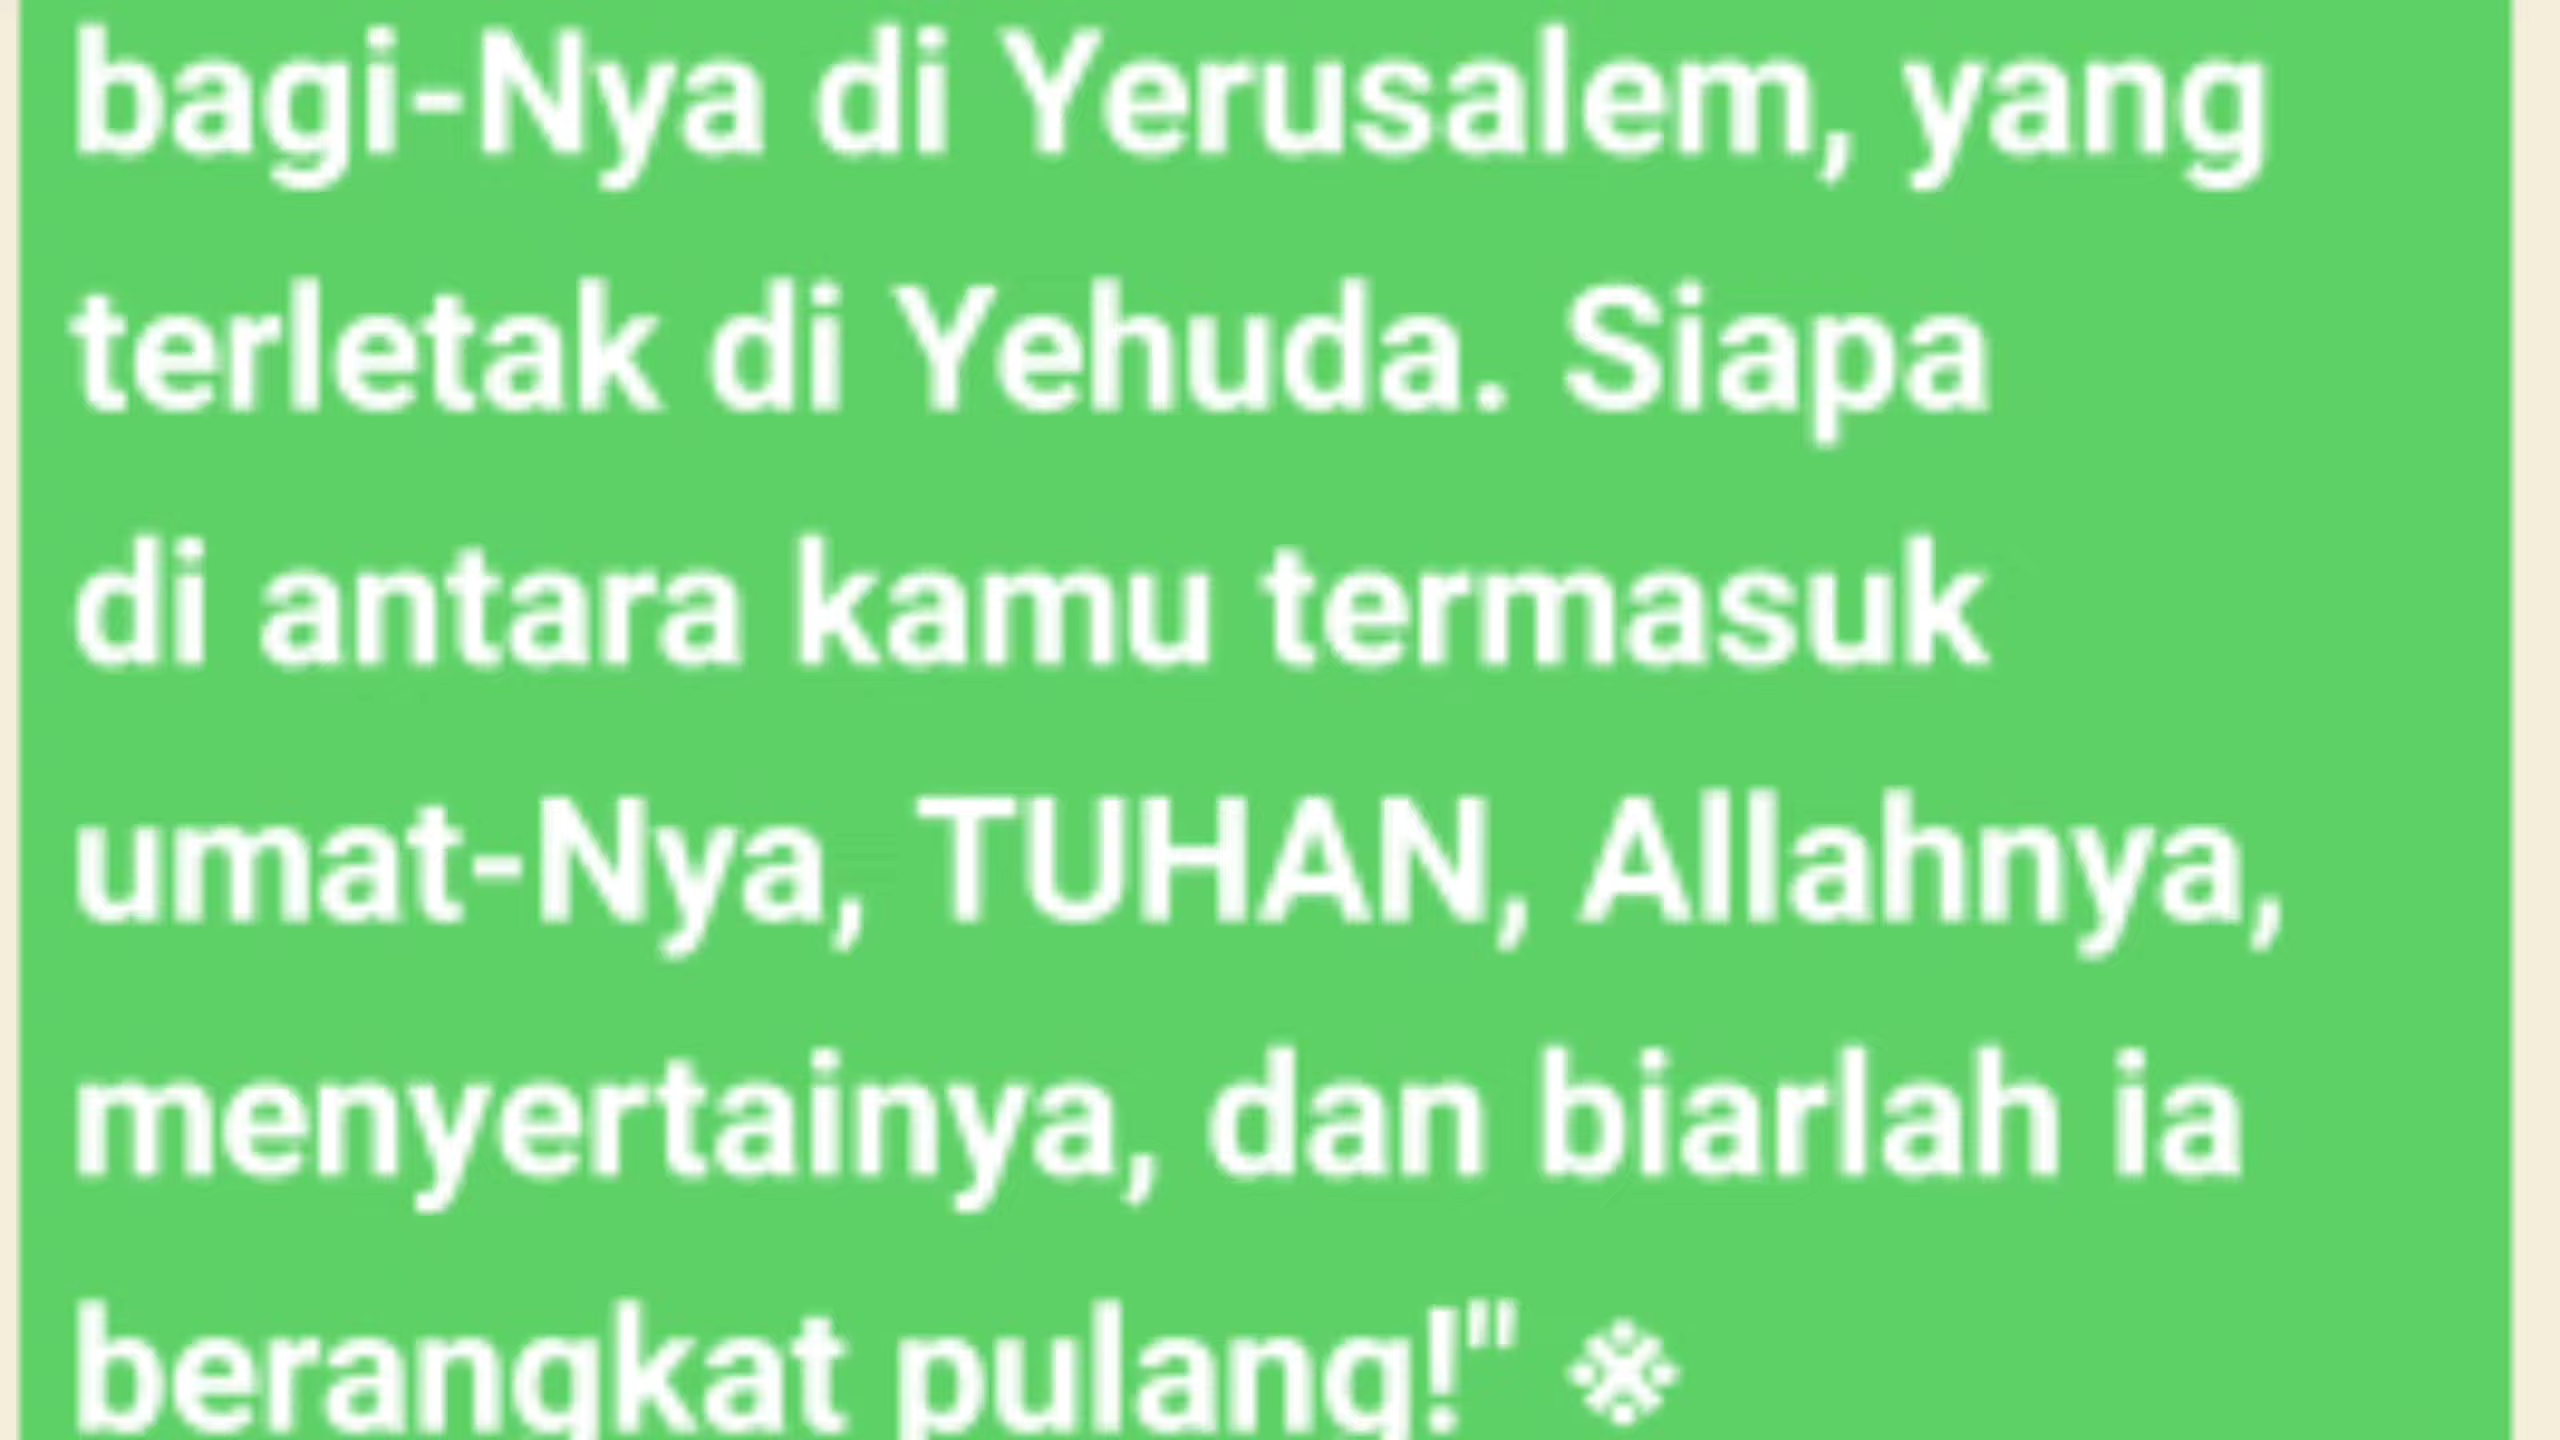 bagi-Nya di Yerusalem, yang
terletak di Yehuda. Siapa
di antara kamu termasuk
umat-Nya, TUHAN, Allahnya,
menyertainya, dan biarlah ia
berangkat pulang!" ※